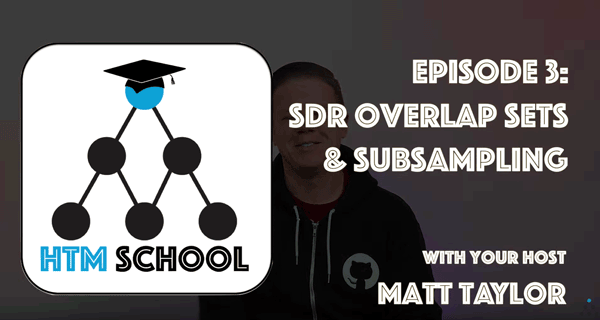 HTM SCHOOL
EPISODE 3:
SDR OVERLAP SETS
& SUBSAMPLING
WITH YOUR HOST
MATT TAYLOR